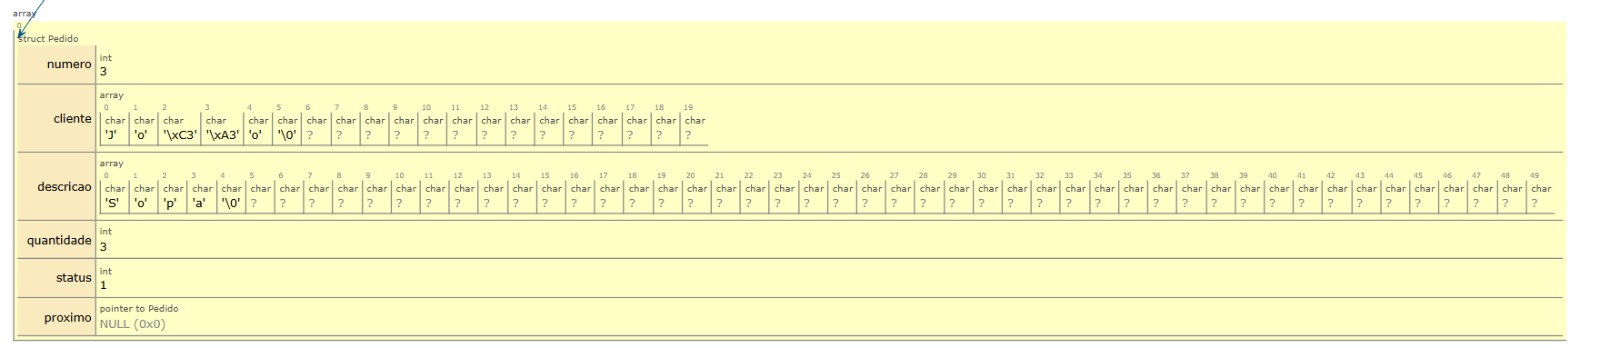 array
0
struct Pedido
numero
int
3
cliente
array
0 1 2 3 4 5 6 7 8 9 10 11 12 13 14 15 16 17 18 19
char char char char char char char char char char char char char char char char char char char char
'J' 'o' '\xC3' '\xA3' 'o' '\0' ? ? ? ? ? ? ? ? ? ? ? ? ? ?
descricao
array
0 1 2 3 4 5 6 7 8 9 10 11 12 13 14 15 16 17 18 19 20 21 22 23 24 25 26 27 28 29 30 31 32 33 34 35 36 37 38 39 40 41 42 43 44 45 46 47 48 49
char char char char char char char char char char char char char char char char char char char char char char char char char char char char char char char char char char char char char char char char char char char char char char char char char char
'S' 'o' 'p' 'a' '\0' ? ? ? ? ? ? ? ? ? ? ? ? ? ? ? ? ? ? ? ? ? ? ? ? ? ? ? ? ? ? ? ? ? ? ? ? ? ? ? ? ? ? ? ? ?
quantidade
int
3
status
int
1
proximo
pointer to Pedido
NULL (0x0)